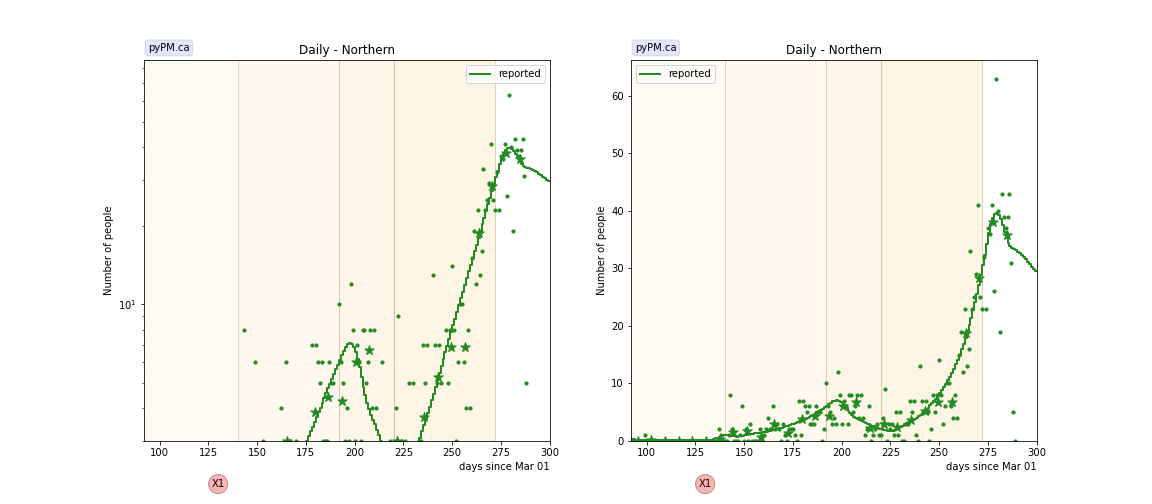 pyPM.ca
Daily - Northern
reported
Number of people
10¹
100 125 150 175 200 225 250 275 300
days since Mar 01
X1
pyPM.ca
Daily - Northern
reported
Number of people
60
50
40
30
20
10
0
100 125 150 175 200 225 250 275 300
days since Mar 01
X1